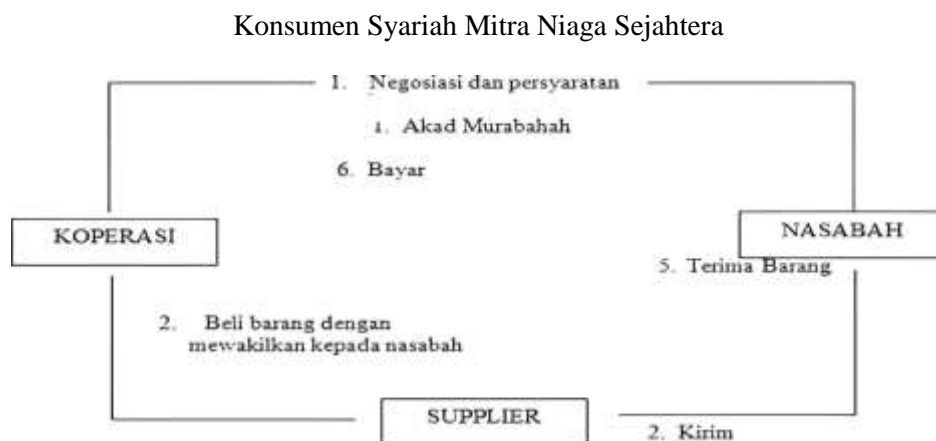 Konsumen Syariah Mitra Niaga Sejahtera
1. Negosiasi dan persyaratan
1. Akad Murabahah
6. Bayar
KOPERASI
NASABAH
5. Terima Barang
2. Beli barang dengan
mewakilkan kepada nasabah
SUPPLIER
2. Kirim